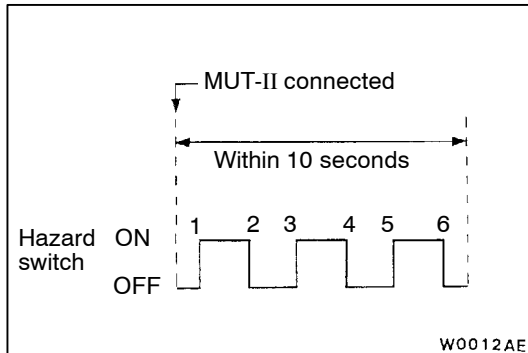 MUT-II connected
Within 10 seconds
1 2 3 4 5 6
Hazard ON
switch
OFF
W0012AE